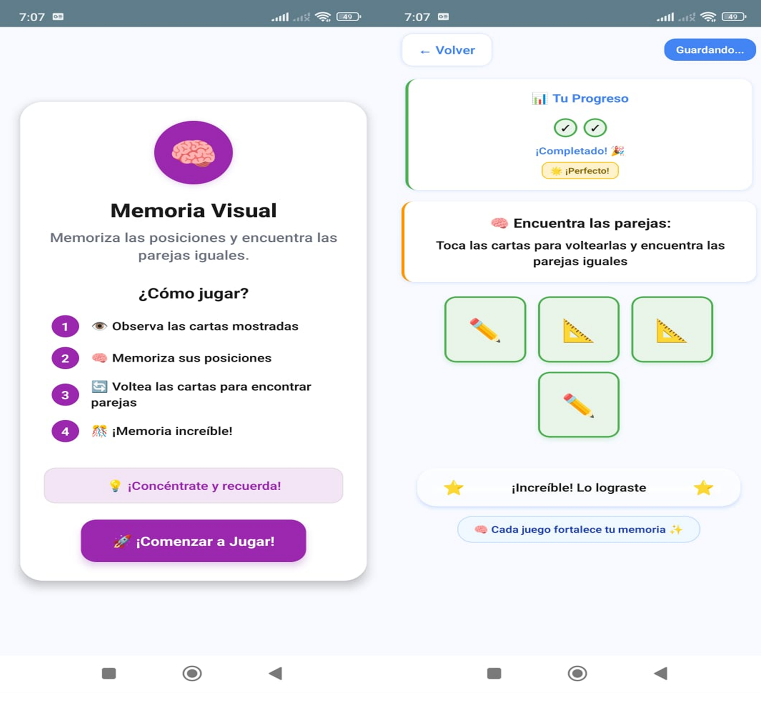 7:07
49
Memoria Visual
Memoriza las posiciones y encuentra las
parejas iguales.
¿Cómo jugar?
1 Observa las cartas mostradas
2 Memoriza sus posiciones
3 Voltea las cartas para encontrar
parejas
4 ¡Memoria increíble!
¡Concéntrate y recuerda!
¡Comenzar a Jugar!
7:07
49
← Volver
Guardando...
Tu Progreso
✓ ✓
¡Completado!
¡Perfecto!
Encuentra las parejas:
Toca las cartas para voltearlas y encuentra las
parejas iguales
¡Increíble! Lo lograste
Cada juego fortalece tu memoria